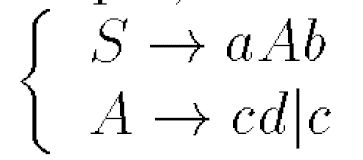 S → aAb
A → cd|c